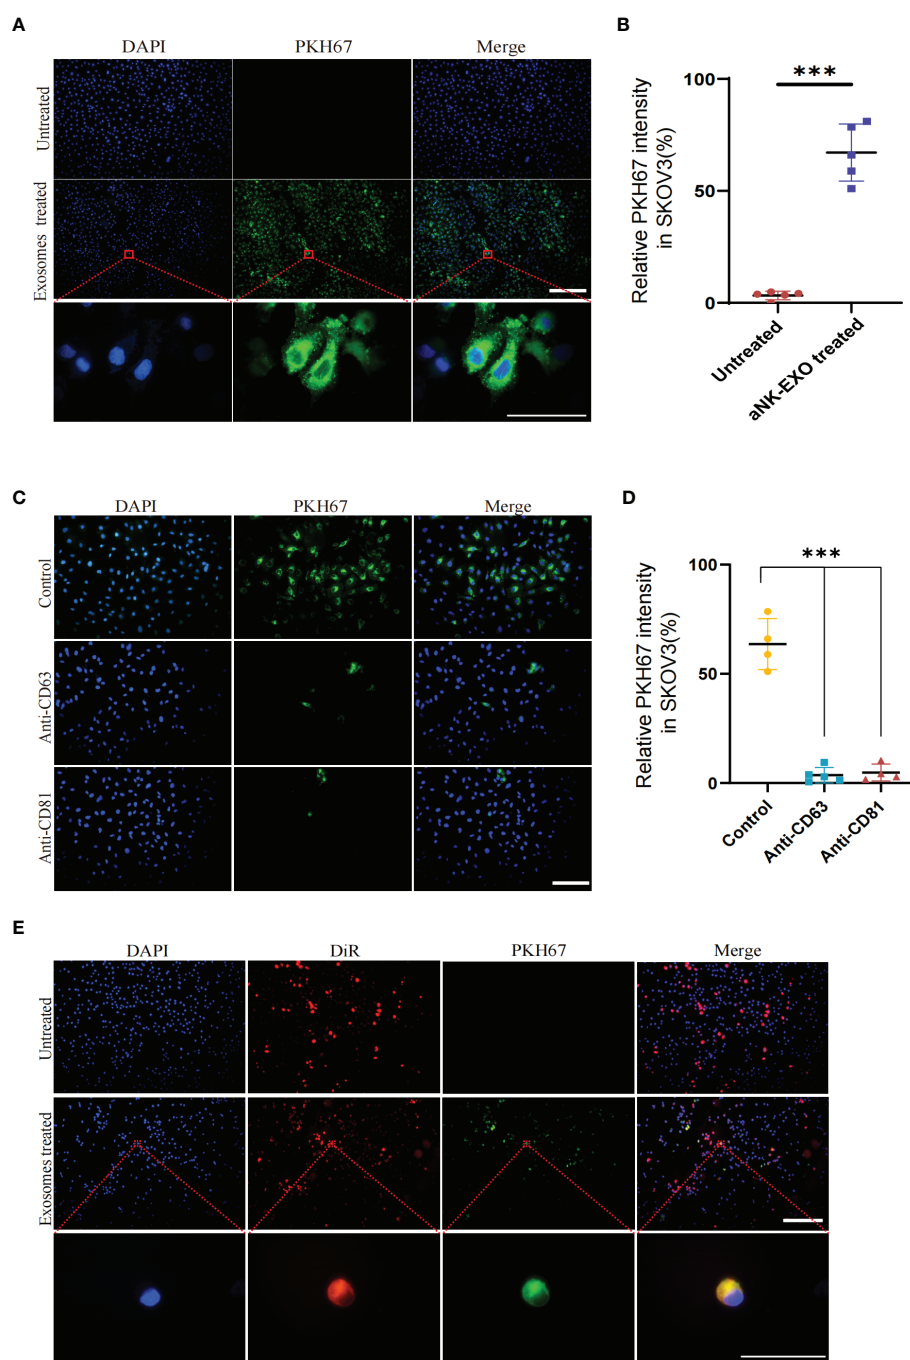 A
DAPI
PKH67
Merge
Untreated
Exosomes treated
B
***
100
50
0
Relative PKH67 intensity
in SKOV3(%)
Untreated
aNK-EXO treated
C
DAPI
PKH67
Merge
Control
Anti-CD63
Anti-CD81
D
***
100
50
0
Relative PKH67 intensity
in SKOV3(%)
Control
Anti-CD63
Anti-CD81
E
DAPI
DiR
PKH67
Merge
Untreated
Exosomes treated